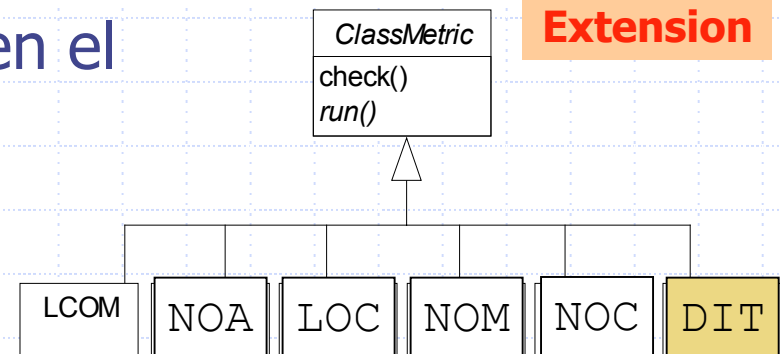 en el
Extension
ClassMetric
check()
run()
LCOM
NOA
LOC
NOM
NOC
DIT